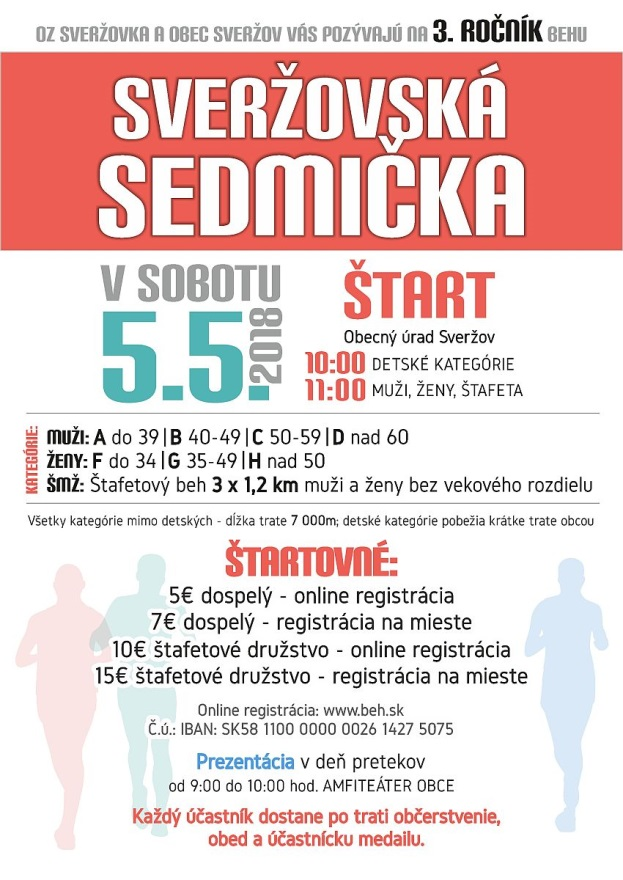 OZ SVERŽOVKA A OBEC SVERŽOV VÁS POZÝVAJÚ NA 3. ROČNÍK BEHU
SVERŽOVSKÁ
SEDMIČKA
V SOBOTU
5.5.2018
ŠTART
Obecný úrad Sveržov
10:00 DETSKÉ KATEGÓRIE
11:00 MUŽI, ŽENY, ŠTAFETA
KATEGÓRIE:
MUŽI: A do 39|B 40-49|C 50-59|D nad 60
ŽENY: F do 34|G 35-49|H nad 50
ŠMŽ: Štafetový beh 3 x 1,2 km muži a ženy bez vekového rozdielu
Všetky kategórie mimo detských - dĺžka trate 7 000m; detské kategórie pobežia krátke trate obcou
ŠTARTOVNÉ:
5€ dospelý - online registrácia
7€ dospelý - registrácia na mieste
10€ štafetové družstvo - online registrácia
15€ štafetové družstvo - registrácia na mieste
Online registrácia: www.beh.sk
Č.ú.: IBAN: SK58 1100 0000 0026 1427 5075
Prezentácia v deň pretekov
od 9:00 do 10:00 hod. AMFITEÁTER OBCE
Každý účastník dostane po trati občerstvenie,
obed a účastnícku medailu.